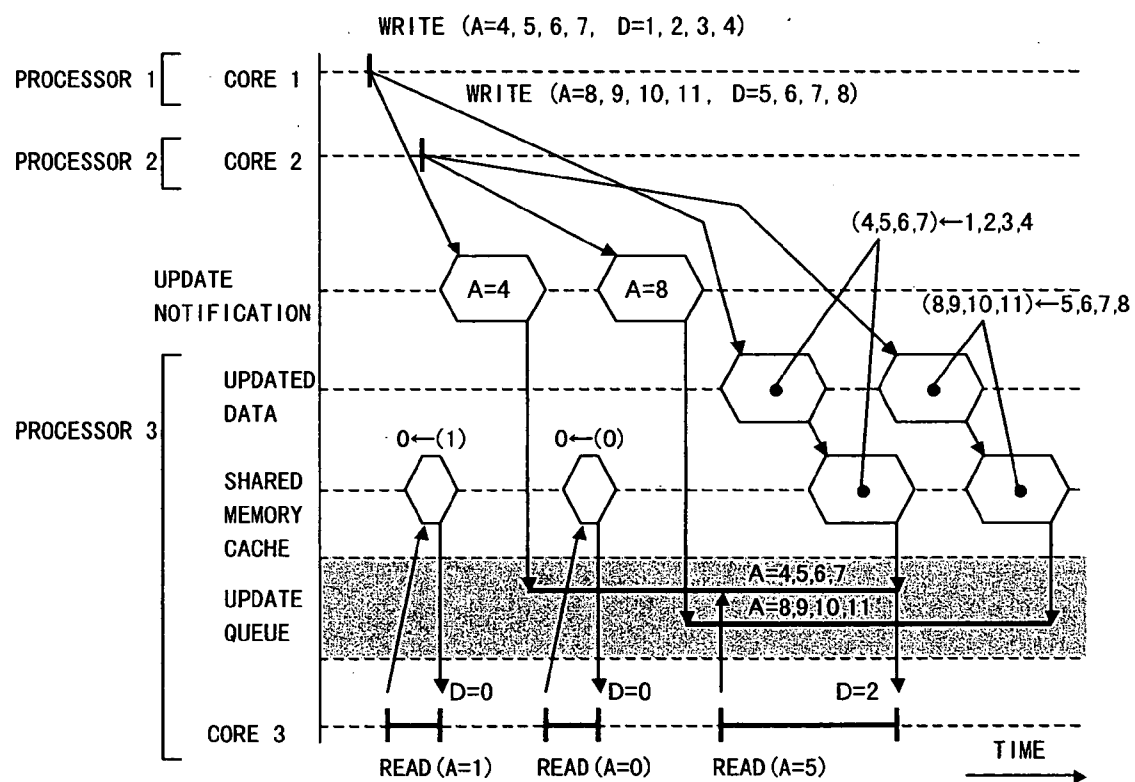 WRITE (A=4, 5, 6, 7,  D=1, 2, 3, 4)
PROCESSOR 1
CORE 1
WRITE (A=8, 9, 10, 11,  D=5, 6, 7, 8)
PROCESSOR 2
CORE 2
(4,5,6,7)←1,2,3,4
UPDATE
NOTIFICATION
A=4
A=8
(8,9,10,11)←5,6,7,8
PROCESSOR 3
UPDATED
DATA
0←(1)
0←(0)
SHARED
MEMORY
CACHE
UPDATE
QUEUE
A=4,5,6,7
A=8,9,10,11
D=0
D=0
D=2
CORE 3
READ(A=1)
READ(A=0)
READ(A=5)
TIME